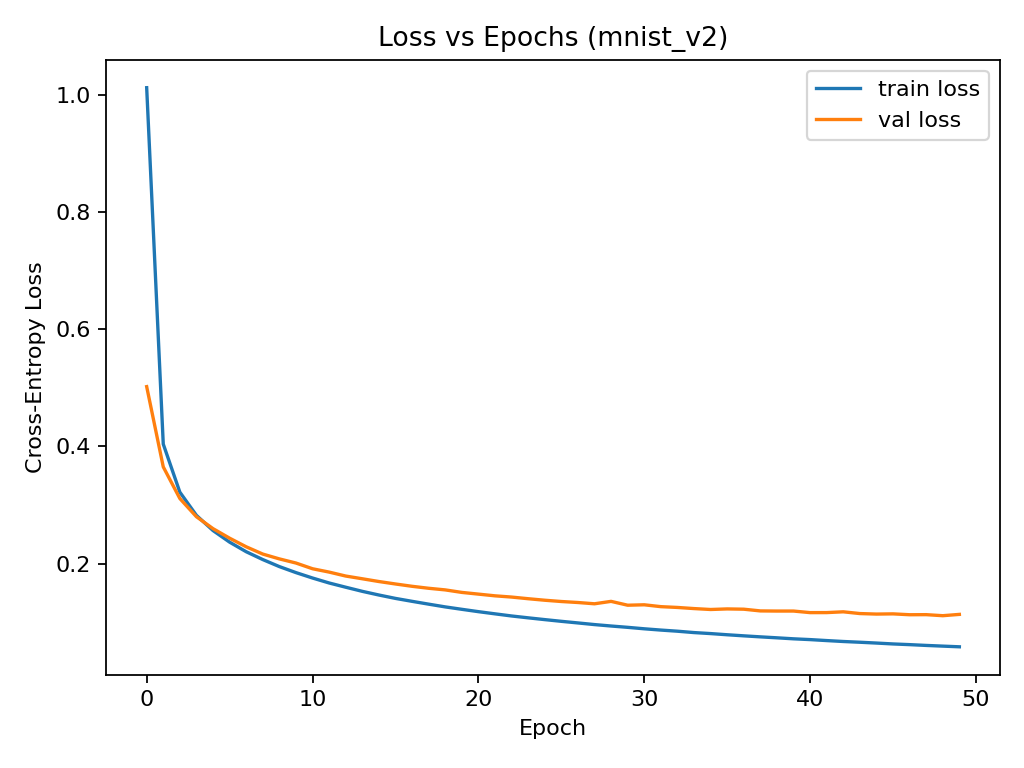 Loss vs Epochs (mnist_v2)
train loss
val loss
Cross-Entropy Loss
1.0
0.8
0.6
0.4
0.2
0 10 20 30 40 50
Epoch